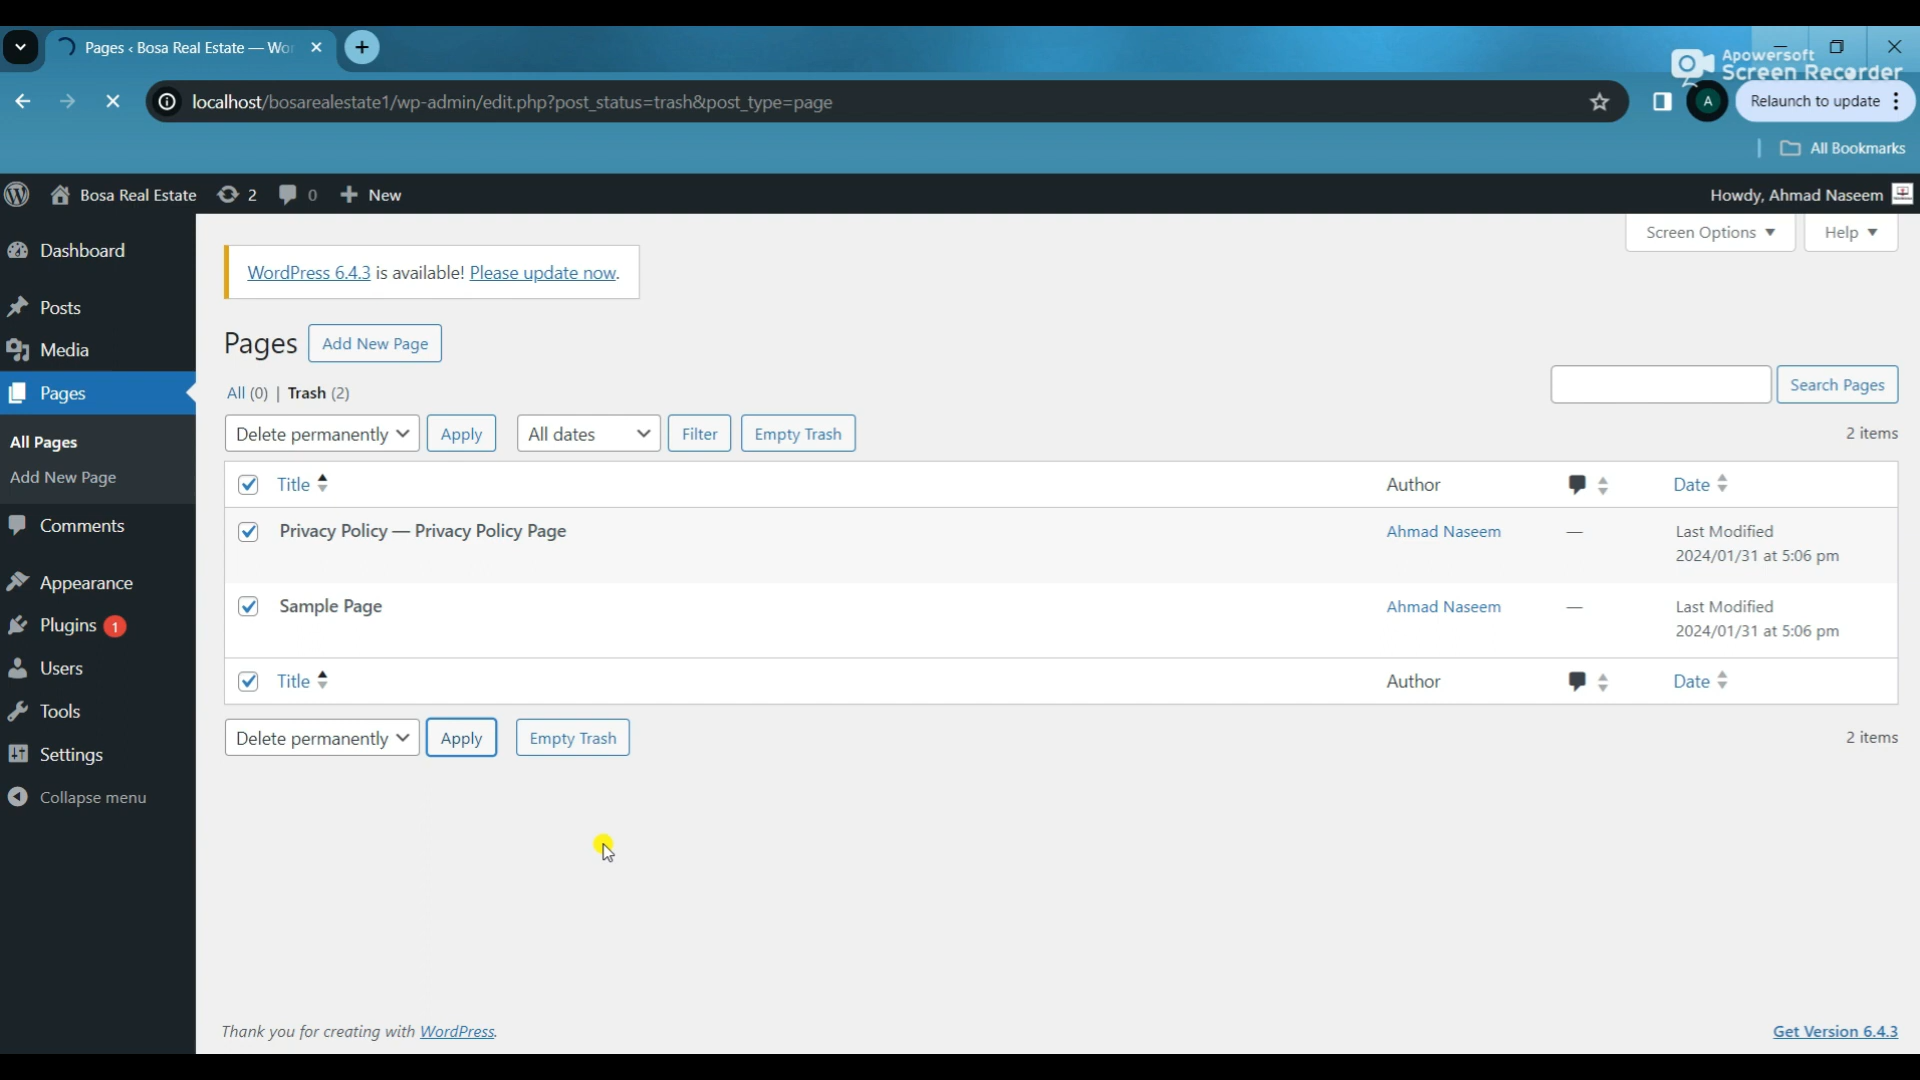 Pages ‹ Bosa Real Estate — Wo
Apowersoft
Screen Recorder
localhost/bosarealestate1/wp-admin/edit.php?post_status=trash&post_type=page
A
Relaunch to update
All Bookmarks
Bosa Real Estate 2 0 New
Howdy, Ahmad Naseem
Screen Options Help
Dashboard
Posts
Media
Pages
All Pages
Add New Page
Comments
Appearance
Plugins 1
Users
Tools
Settings
Collapse menu
WordPress 6.4.3 is available! Please update now.
Pages Add New Page
All (0) | Trash (2)
Search Pages
Delete permanently Apply All dates Filter Empty Trash 2 items
Title Author Date
Privacy Policy — Privacy Policy Page Ahmad Naseem — Last Modified
2024/01/31 at 5:06 pm
Sample Page Ahmad Naseem — Last Modified
2024/01/31 at 5:06 pm
Title Author Date
Delete permanently Apply Empty Trash 2 items
Thank you for creating with WordPress.
Get Version 6.4.3